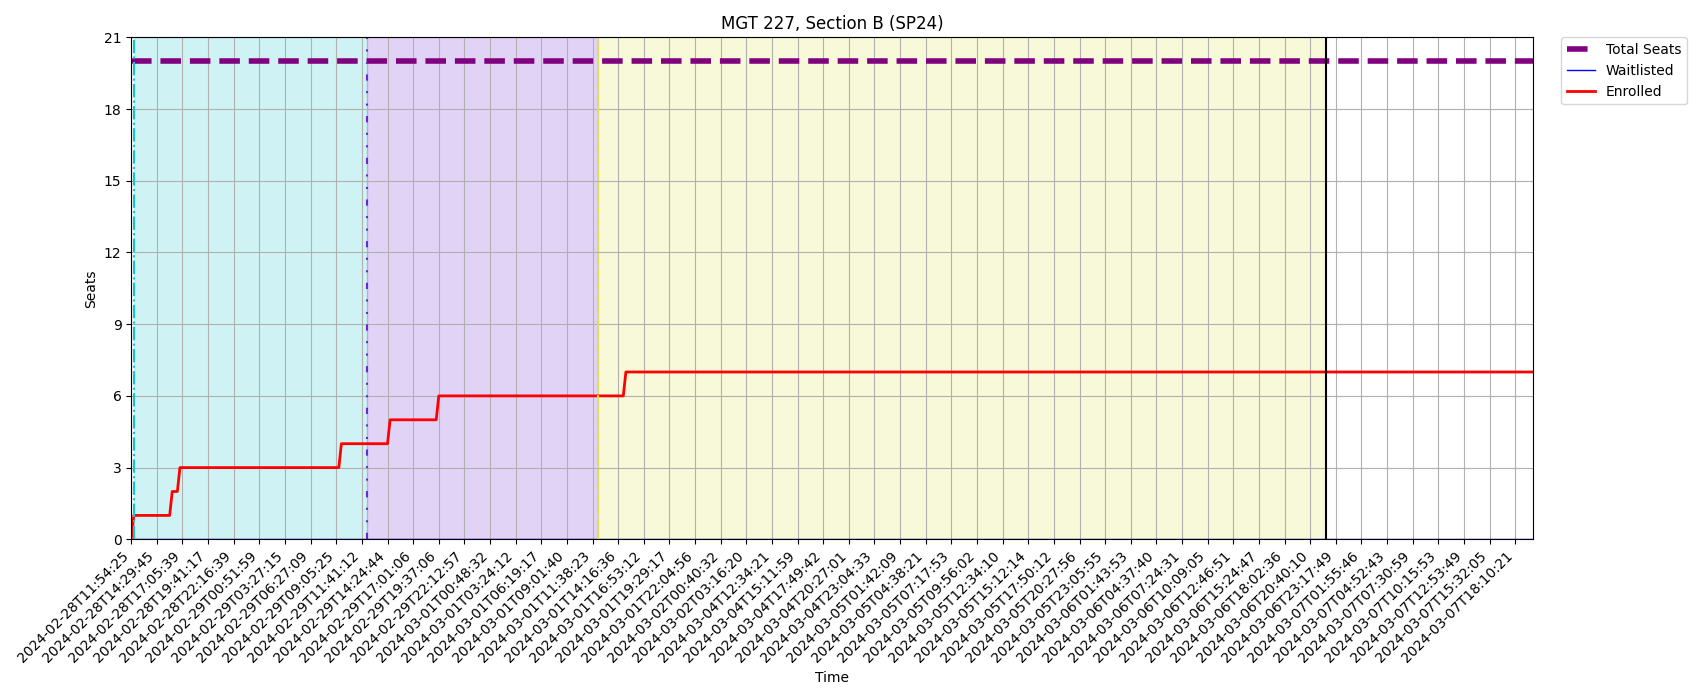 MGT 227, Section B (SP24)
Total Seats
Waitlisted
Enrolled
Seats
21
18
15
12
9
6
3
0
2024-02-28T11:54:25
2024-02-28T14:29:45
2024-02-28T17:05:39
2024-02-28T19:41:17
2024-02-28T22:16:39
2024-02-29T00:51:59
2024-02-29T03:27:15
2024-02-29T06:27:09
2024-02-29T09:05:25
2024-02-29T11:41:12
2024-02-29T14:24:44
2024-02-29T17:01:06
2024-02-29T19:37:06
2024-02-29T22:12:57
2024-03-01T00:48:32
2024-03-01T03:24:12
2024-03-01T06:19:17
2024-03-01T09:01:40
2024-03-01T11:38:23
2024-03-01T14:16:36
2024-03-01T16:53:12
2024-03-01T19:29:17
2024-03-01T22:04:56
2024-03-02T00:40:32
2024-03-02T03:16:20
2024-03-04T12:34:21
2024-03-04T15:11:59
2024-03-04T17:49:42
2024-03-04T20:27:01
2024-03-04T23:04:33
2024-03-05T01:42:09
2024-03-05T04:38:21
2024-03-05T07:17:53
2024-03-05T09:56:02
2024-03-05T12:34:10
2024-03-05T15:12:14
2024-03-05T17:50:12
2024-03-05T20:27:56
2024-03-05T23:05:55
2024-03-06T01:43:53
2024-03-06T04:37:40
2024-03-06T07:24:31
2024-03-06T10:09:05
2024-03-06T12:46:51
2024-03-06T15:24:47
2024-03-06T18:02:36
2024-03-06T20:40:10
2024-03-06T23:17:49
2024-03-07T01:55:46
2024-03-07T04:52:43
2024-03-07T07:30:59
2024-03-07T10:15:53
2024-03-07T12:53:49
2024-03-07T15:32:05
2024-03-07T18:10:21
Time